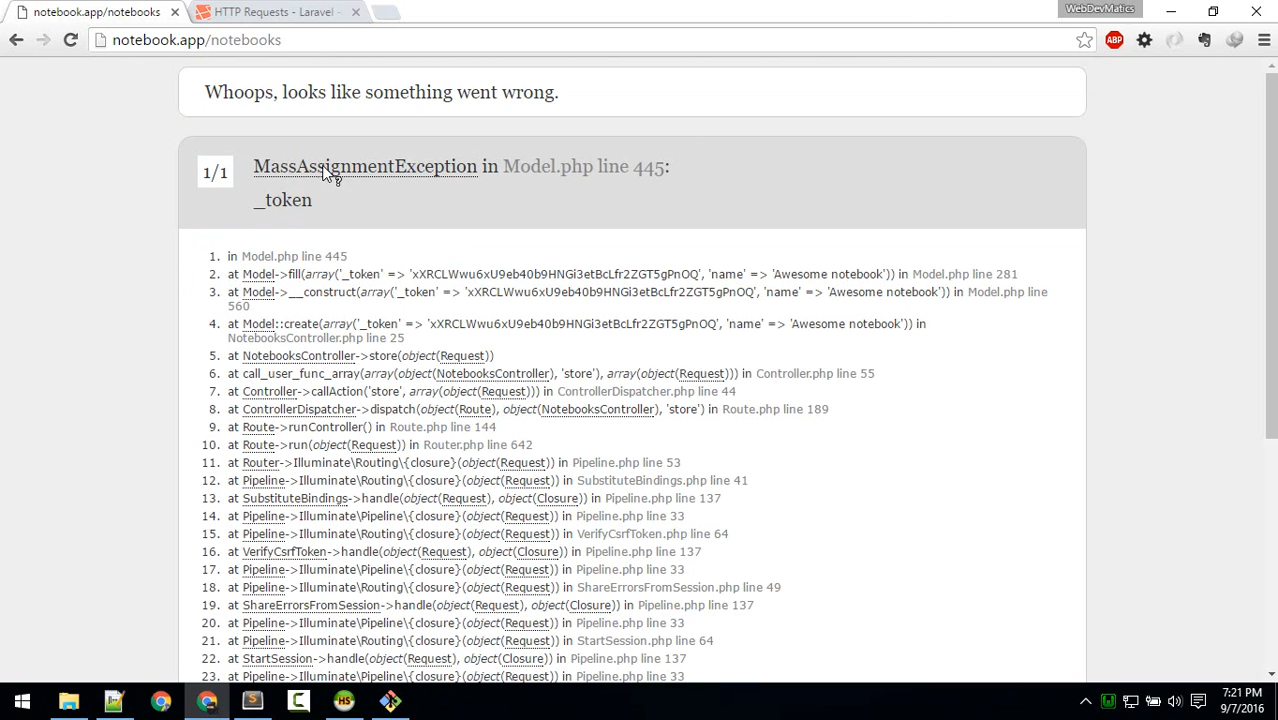 notebook.app/notebooks
HTTP Requests - Laravel -
WebDevMatics
notebook.app/notebooks
ABP
Whoops, looks like something went wrong.
1/1
MassAssignmentException in Model.php line 445:
_token
1. in Model.php line 445
2. at Model->fill(array('_token' => 'xXRCLWwu6xU9eb40b9HNGi3etBcLfr2ZGT5gPnOQ', 'name' => 'Awesome notebook')) in Model.php line 281
3. at Model->__construct(array('_token' => 'xXRCLWwu6xU9eb40b9HNGi3etBcLfr2ZGT5gPnOQ', 'name' => 'Awesome notebook')) in Model.php line
560
4. at Model::create(array('_token' => 'xXRCLWwu6xU9eb40b9HNGi3etBcLfr2ZGT5gPnOQ', 'name' => 'Awesome notebook')) in
NotebooksController.php line 25
5. at NotebooksController->store(object(Request))
6. at call_user_func_array(array(object(NotebooksController), 'store'), array(object(Request))) in Controller.php line 55
7. at Controller->callAction('store', array(object(Request))) in ControllerDispatcher.php line 44
8. at ControllerDispatcher->dispatch(object(Route), object(NotebooksController), 'store') in Route.php line 189
9. at Route->runController() in Route.php line 144
10. at Route->run(object(Request)) in Router.php line 642
11. at Router->Illuminate\Routing\{closure}(object(Request)) in Pipeline.php line 53
12. at Pipeline->Illuminate\Routing\{closure}(object(Request)) in SubstituteBindings.php line 41
13. at SubstituteBindings->handle(object(Request), object(Closure)) in Pipeline.php line 137
14. at Pipeline->Illuminate\Pipeline\{closure}(object(Request)) in Pipeline.php line 33
15. at Pipeline->Illuminate\Routing\{closure}(object(Request)) in VerifyCsrfToken.php line 64
16. at VerifyCsrfToken->handle(object(Request), object(Closure)) in Pipeline.php line 137
17. at Pipeline->Illuminate\Pipeline\{closure}(object(Request)) in Pipeline.php line 33
18. at Pipeline->Illuminate\Routing\{closure}(object(Request)) in ShareErrorsFromSession.php line 49
19. at ShareErrorsFromSession->handle(object(Request), object(Closure)) in Pipeline.php line 137
20. at Pipeline->Illuminate\Pipeline\{closure}(object(Request)) in Pipeline.php line 33
21. at Pipeline->Illuminate\Routing\{closure}(object(Request)) in StartSession.php line 64
22. at StartSession->handle(object(Request), object(Closure)) in Pipeline.php line 137
23. at Pipeline->Illuminate\Pipeline\{closure}(object(Request)) in Pipeline.php line 33
7:21 PM
9/7/2016